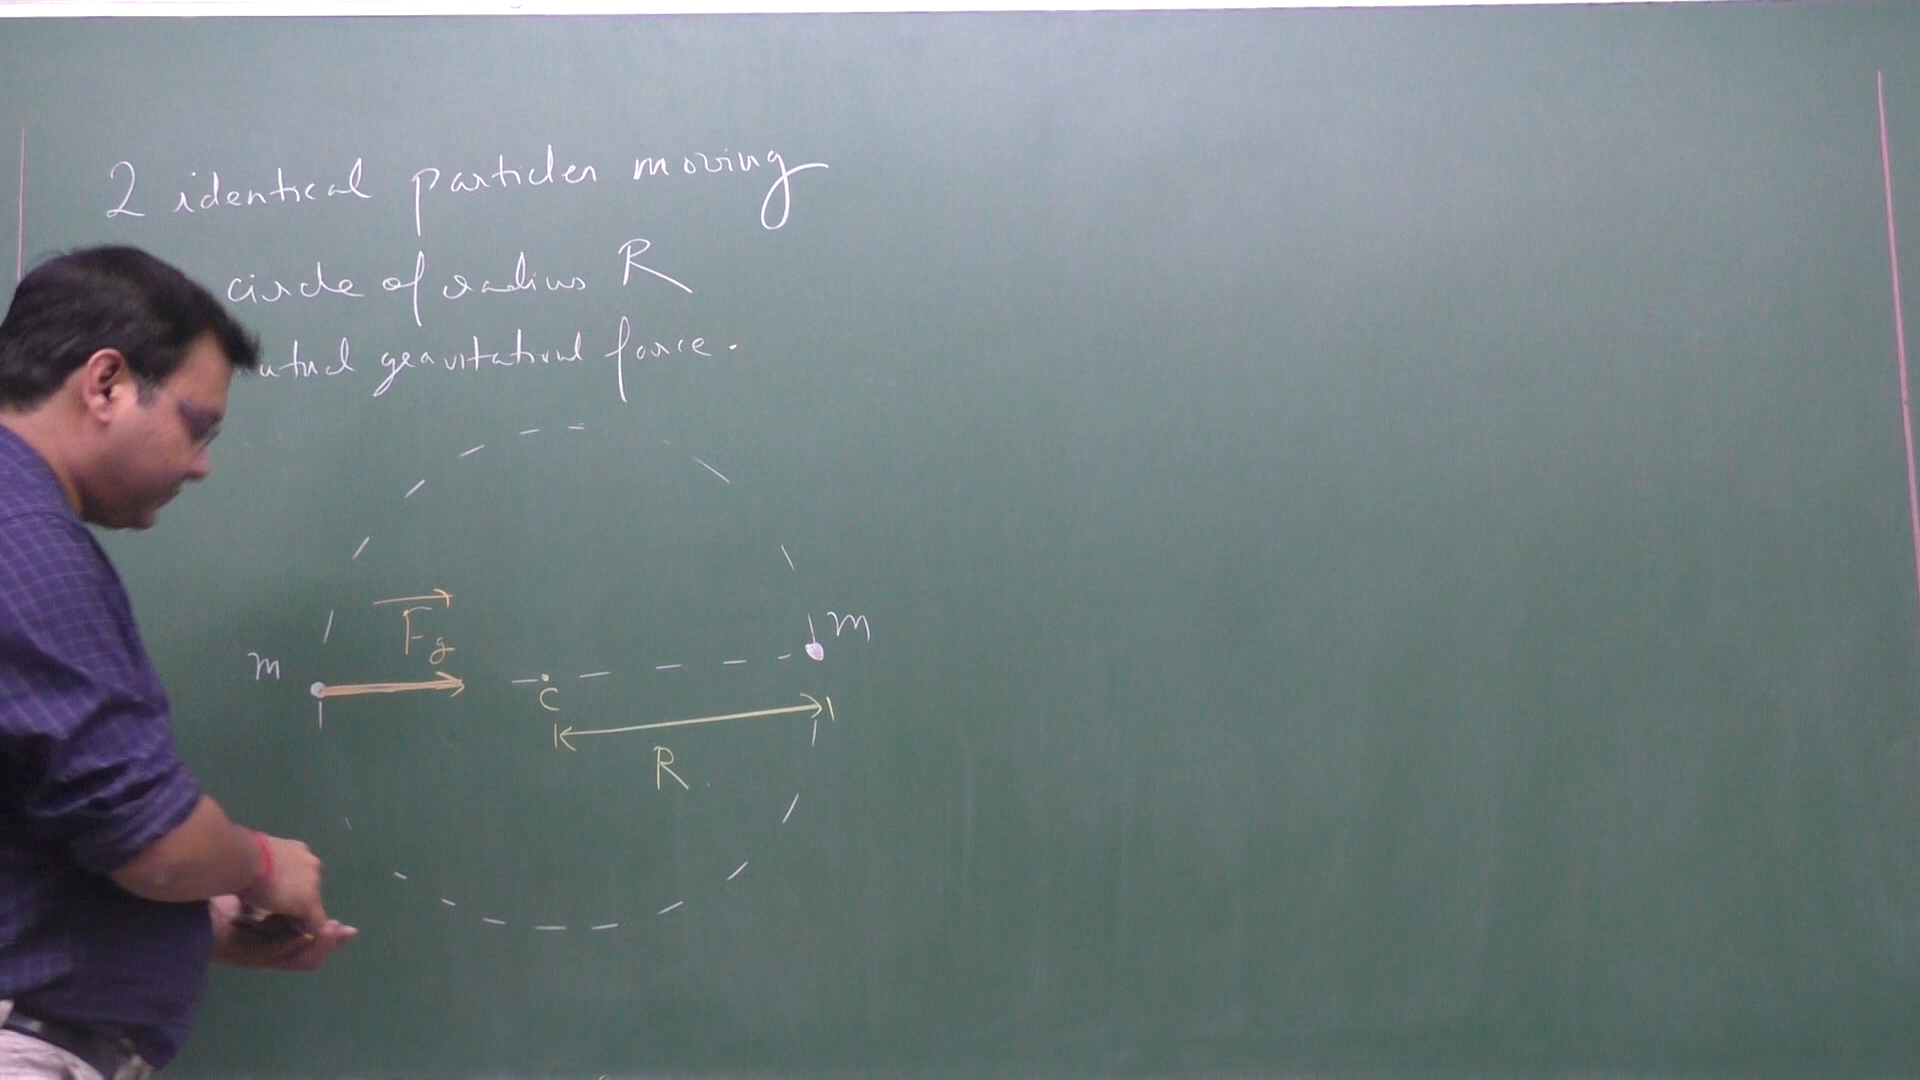 2 identical particles moving
circle of radius R
utual gravitational force.
Fg
m
m
C
R